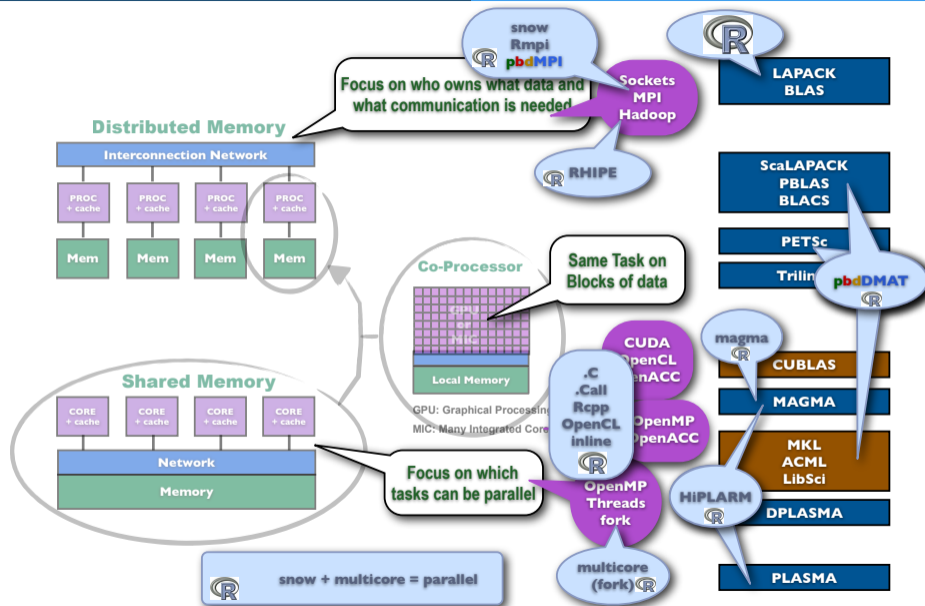 snow
Rmpi
pbdMPI
R
R
Focus on who owns what data and
what communication is needed
Sockets
MPI
Hadoop
LAPACK
BLAS
Distributed Memory
Interconnection Network
PROC
+ cache
PROC
+ cache
PROC
+ cache
PROC
+ cache
Mem
Mem
Mem
Mem
R RHIPE
ScaLAPACK
PBLAS
BLACS
PETSc
pbdDMAT
R
Co-Processor
GPU
or
MIC
Local Memory
Same Task on
Blocks of data
GPU: Graphical Processing
MIC: Many Integrated Core
CUDA
OpenCL
.C
.Call
Rcpp
OpenCL
inline
R
OpenMP
OpenACC
OpenMP
Threads
fork
magma
R
CUBLAS
MAGMA
MKL
ACML
LibSci
HiPLARM
R
DPLASMA
PLASMA
Shared Memory
CORE
+ cache
CORE
+ cache
CORE
+ cache
CORE
+ cache
Network
Memory
Focus on which
tasks can be parallel
multicore
(fork) R
R snow + multicore = parallel